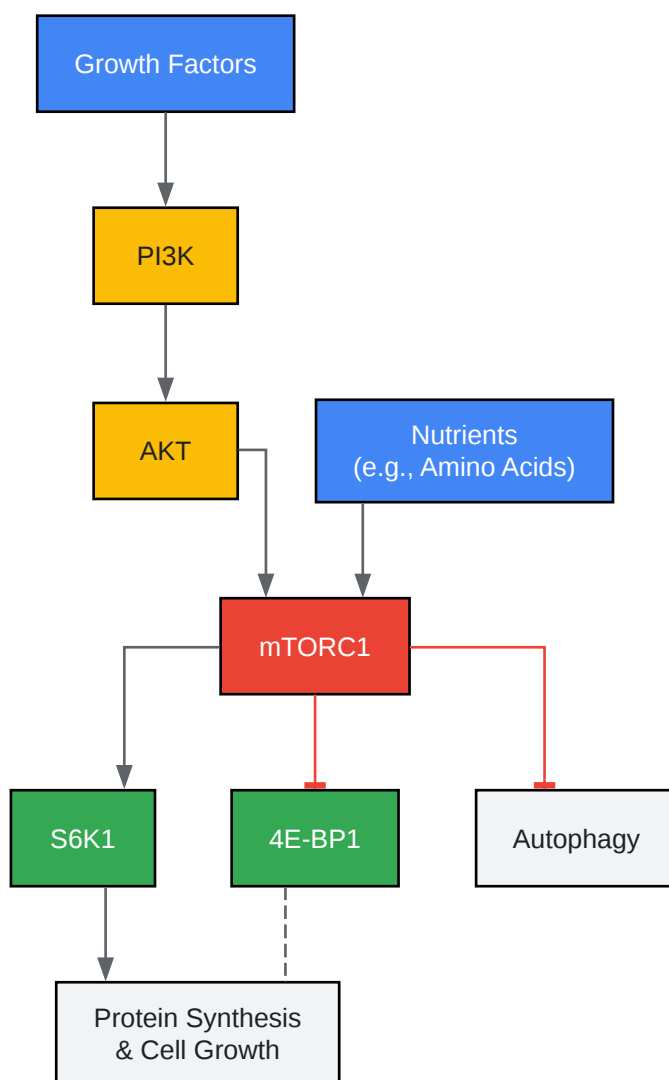 Growth Factors
PI3K
AKT
Nutrients
(e.g., Amino Acids)
mTORC1
S6K1
4E-BP1
Autophagy
Protein Synthesis
& Cell Growth